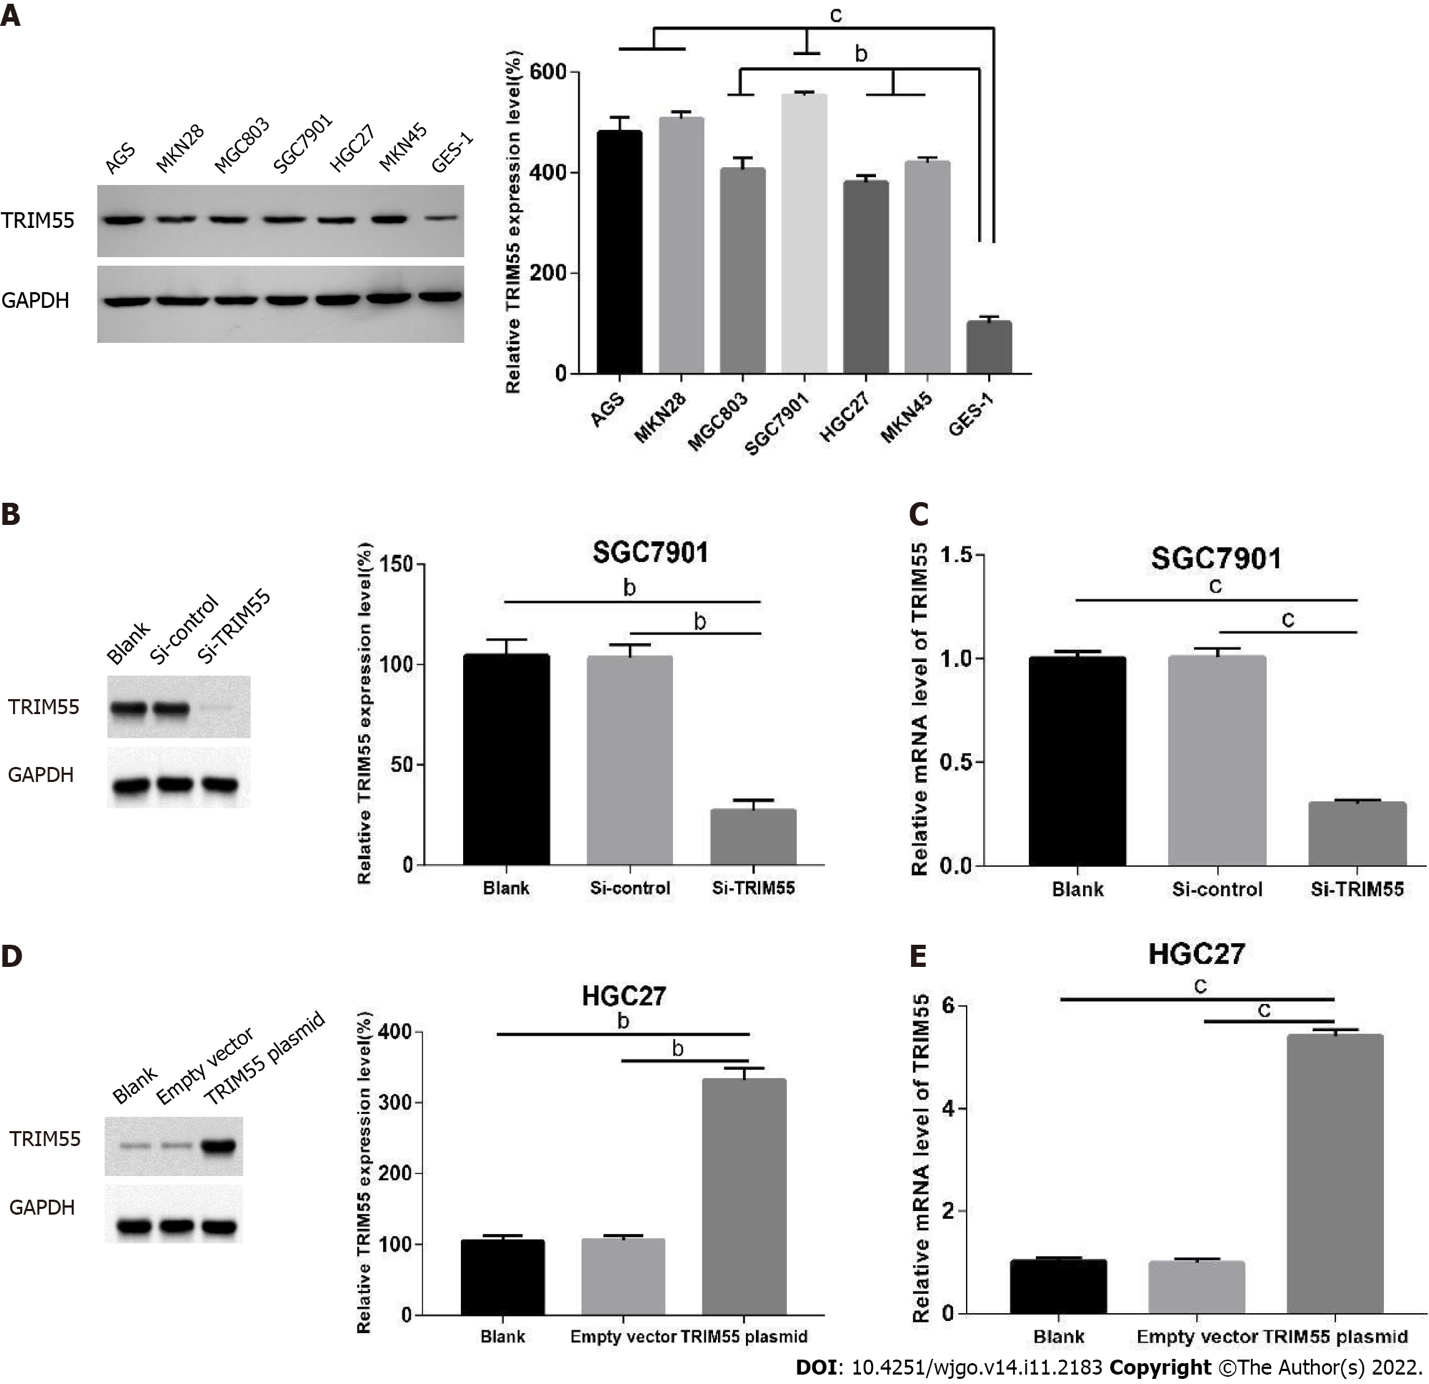 A
AGS
MKN28
MGC803
SGC7901
HGC27
MKN45
GES-1
TRIM55
GAPDH
Relative TRIM55 expression level(%)
600
400
200
0
c
b
AGS
MKN28
MGC803
SGC7901
HGC27
MKN45
GES-1
B
Blank
Si-control
Si-TRIM55
TRIM55
GAPDH
SGC7901
Relative TRIM55 expression level(%)
150
100
50
0
b
b
Blank Si-control Si-TRIM55
C
SGC7901
Relative mRNA level of TRIM55
1.5
1.0
0.5
0.0
c
c
Blank Si-control Si-TRIM55
D
Blank
Empty vector
TRIM55 plasmid
TRIM55
GAPDH
HGC27
Relative TRIM55 expression level(%)
400
300
200
100
0
b
b
Blank Empty vector TRIM55 plasmid
E
HGC27
Relative mRNA level of TRIM55
6
4
2
0
c
c
Blank Empty vector TRIM55 plasmid
DOI: 10.4251/wjgo.v14.i11.2183 Copyright ©The Author(s) 2022.